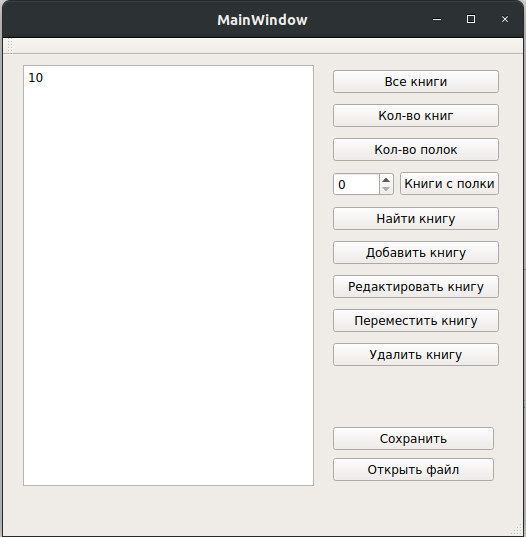 MainWindow
10
Все книги
Кол-во книг
Кол-во полок
0 Книги с полки
Найти книгу
Добавить книгу
Редактировать книгу
Переместить книгу
Удалить книгу
Сохранить
Открыть файл